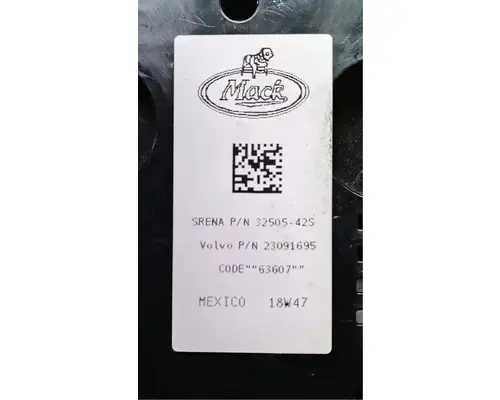 Mack
SRENA P/N 32505-42S
Volvo P/N 23091695
CODE""63607""
MEXICO 18W47